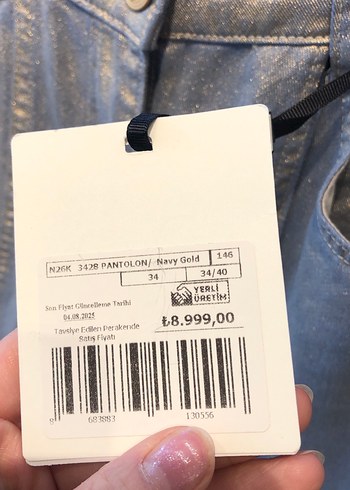 N26K 3428 PANTOLON/ Navy Gold 146
34 34/40
YERLİ
ÜRETİM
Son Fiyat Güncelleme Tarihi
04.08.2025
₺8.999,00
Tavsiye Edilen Perakende
Satış Fiyatı
8 683883 130556